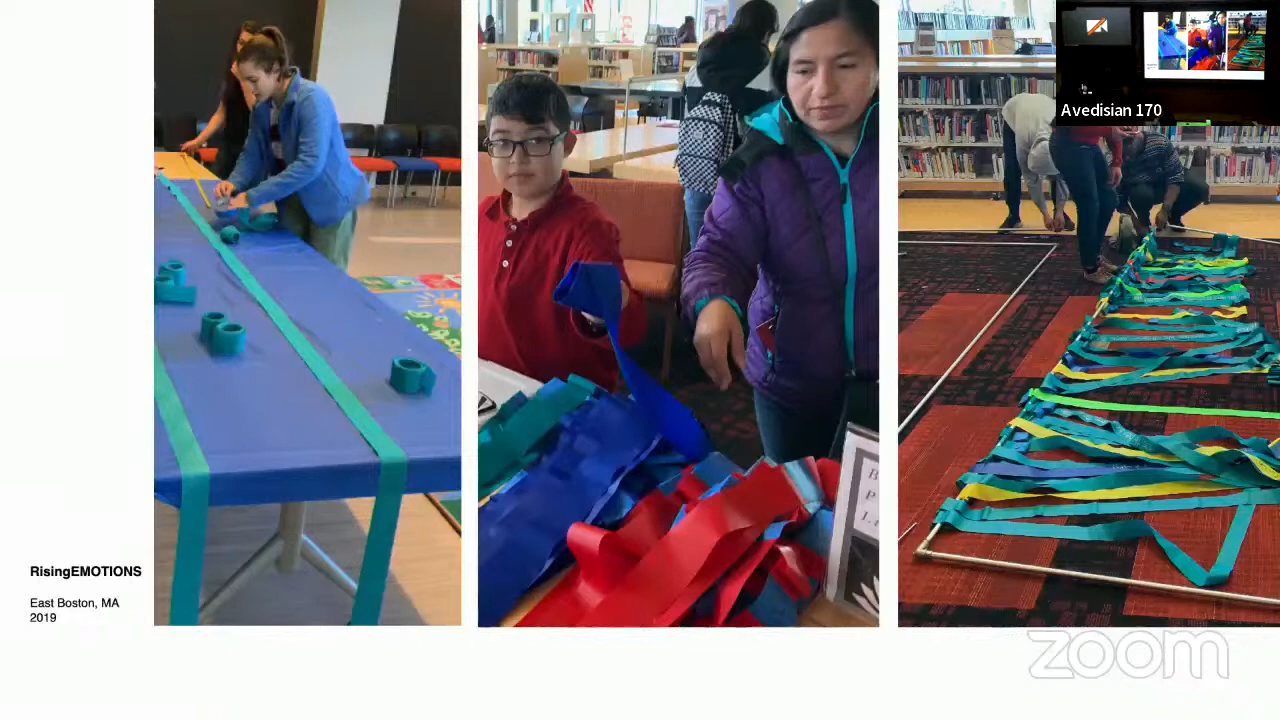 RisingEMOTIONS
East Boston, MA
2019
Avedisian 170
zoom